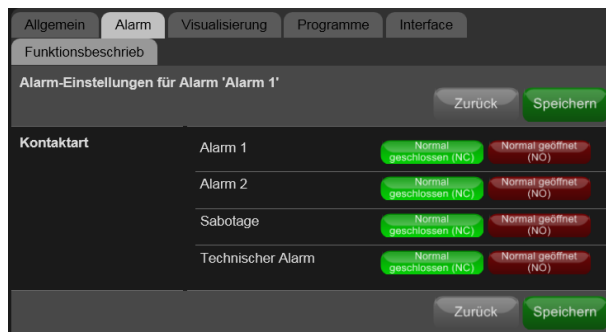 Allgemein Alarm Visualisierung Programme Interface
Funktionsbeschrieb
Alarm-Einstellungen für Alarm 'Alarm 1'
Zurück Speichern
Kontaktart Alarm 1 Normal geschlossen (NC) Normal geöffnet (NO)
Alarm 2 Normal geschlossen (NC) Normal geöffnet (NO)
Sabotage Normal geschlossen (NC) Normal geöffnet (NO)
Technischer Alarm Normal geschlossen (NC) Normal geöffnet (NO)
Zurück Speichern